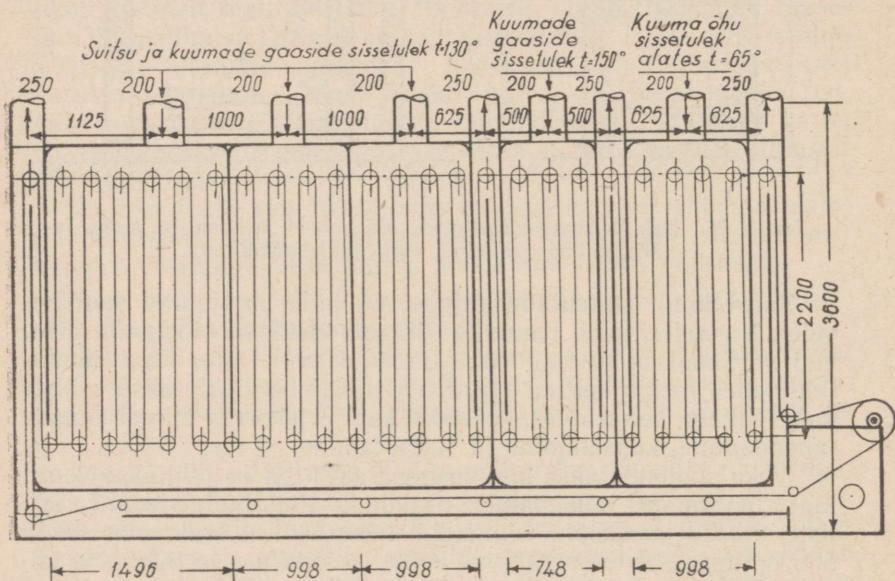 Suitsu ja kuumade gaaside sissetulek t=130°
Kuumade
gaaside
sissetulek t=150°
Kuuma õhu
sissetulek
alates t=65°
250 200 200 200 250 200 250 200 250
1125 1000 1000 625 500 500 625 625
2200
3600
1496 998 998 748 998